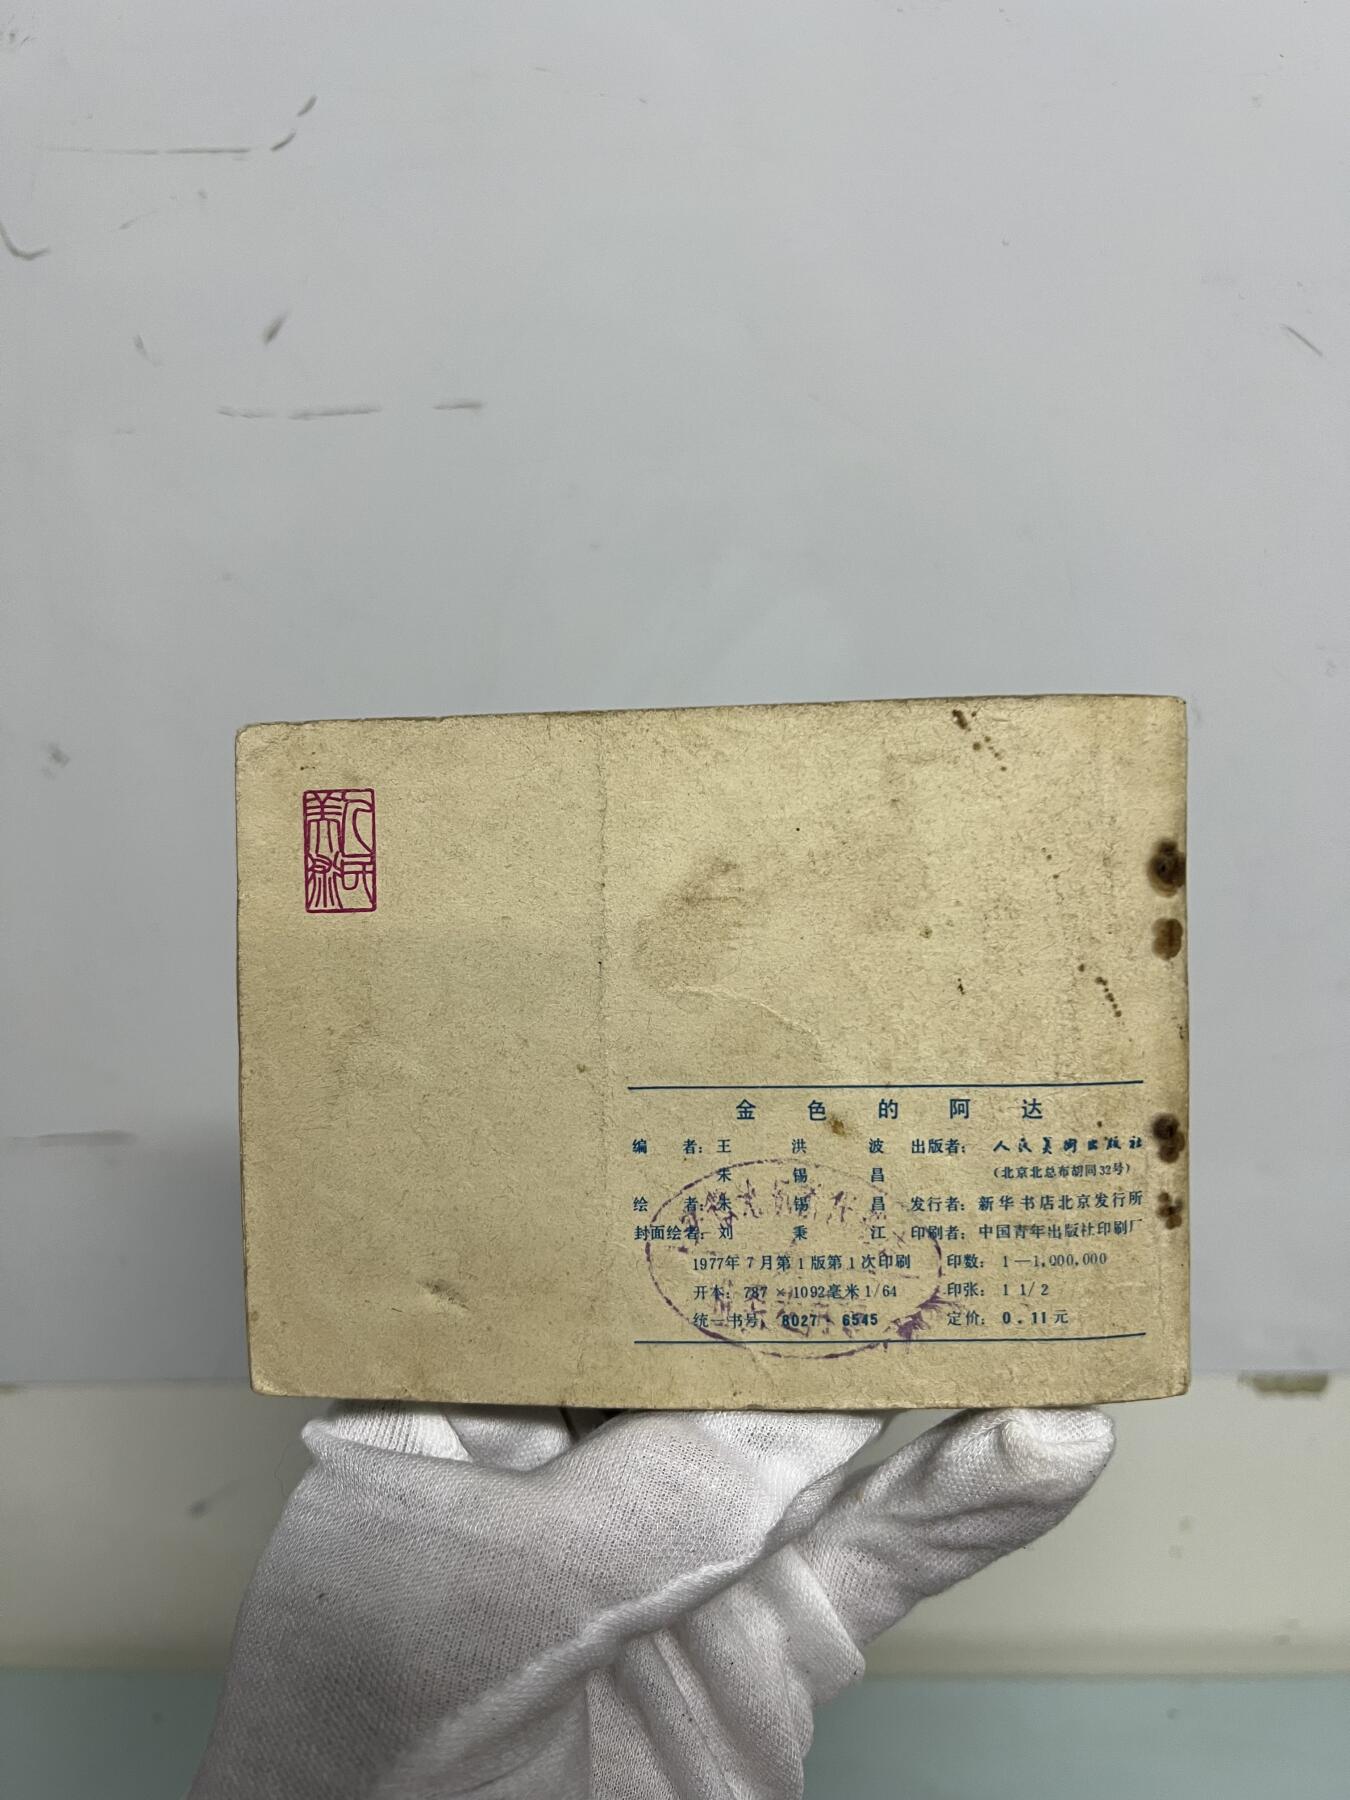 人民
美术
金色的阿达
编者：王洪波 出版者：人民美术出版社
朱锡昌 （北京北总布胡同32号）
绘者：朱锡昌 发行者：新华书店北京发行所
封面绘者：刘秉江 印刷者：中国青年出版社印刷厂
1977年7月第1版第1次印刷 印数：1—1,000,000
开本：787×1092毫米1/64 印张：1 1/2
统一书号：8027·6545 定价：0.11元